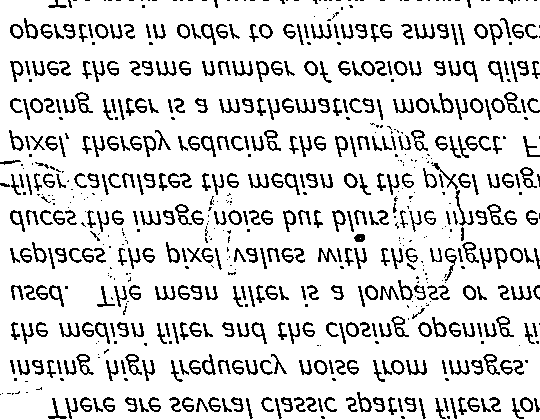 There are several classic spatial filters for
inating high frequency noise from images.
the median filter and the closing opening fi
used. The mean filter is a lowpass or smo
replaces the pixel values with the neighborh
duces the image noise but blurs the image e
filter calculates the median of the pixel neigh
pixel, thereby reducing the blurring effect. F
closing filter is a mathematical morphologic
bines the same number of erosion and dilat
operations in order to eliminate small object